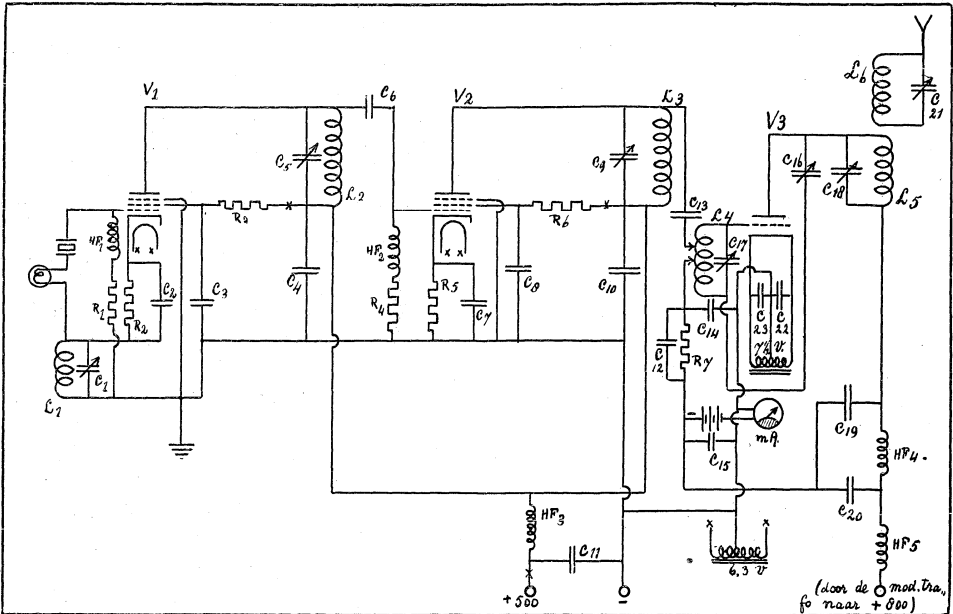 V1
C6
V2
L3
L6
C21
V3
C5
L2
C9
C16
C18
L5
C13
L4
R2
R6
C17
HF1
HF2
C2
C3
C4
R4
R5
C7
C8
C10
R1
R2
C14
C23
C22
7½ V.
C12
R7
C1
L1
-
mA.
C15
C19
HF4.
C20
HF3
C11
HF5
+500
-
6,3 V
(door de mod. tra„
fo naar +800)